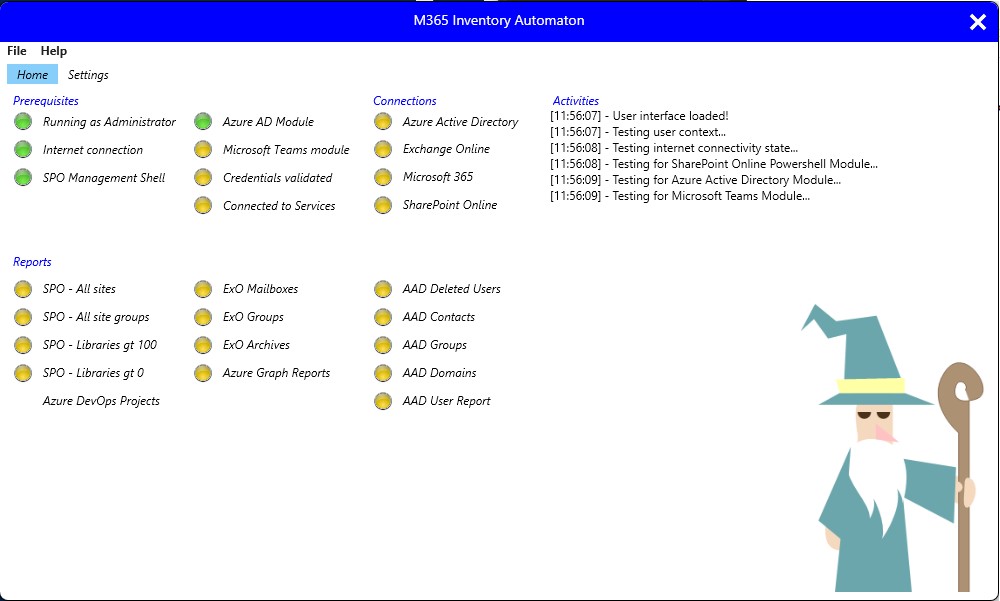 M365 Inventory Automaton
File Help
Home Settings
Prerequisites
Running as Administrator
Internet connection
SPO Management Shell
Azure AD Module
Microsoft Teams module
Credentials validated
Connected to Services
Connections
Azure Active Directory
Exchange Online
Microsoft 365
SharePoint Online
Activities
[11:56:07] - User interface loaded!
[11:56:07] - Testing user context...
[11:56:08] - Testing internet connectivity state...
[11:56:08] - Testing for SharePoint Online Powershell Module...
[11:56:09] - Testing for Azure Active Directory Module...
[11:56:09] - Testing for Microsoft Teams Module...
Reports
SPO - All sites
SPO - All site groups
SPO - Libraries gt 100
SPO - Libraries gt 0
Azure DevOps Projects
ExO Mailboxes
ExO Groups
ExO Archives
Azure Graph Reports
AAD Deleted Users
AAD Contacts
AAD Groups
AAD Domains
AAD User Report